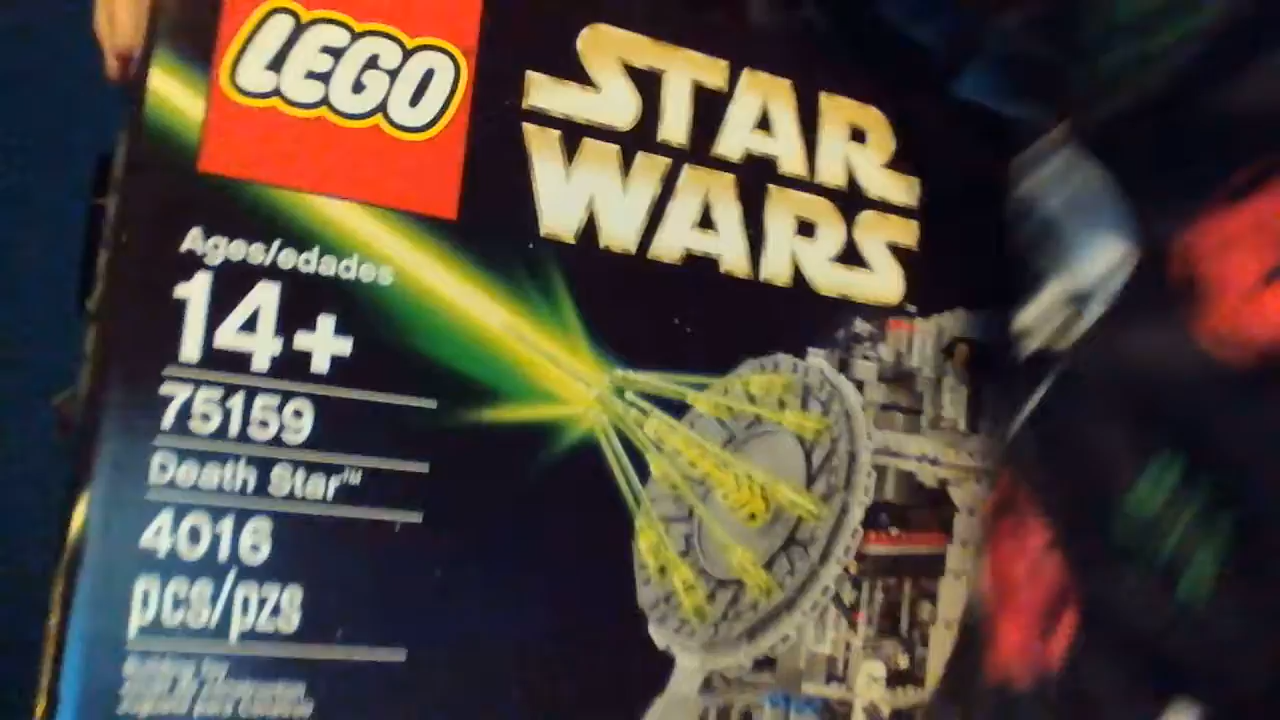 LEGO
STAR
WARS
Ages/edades
14+
75159
Death Star™
4016
pcs/pzs